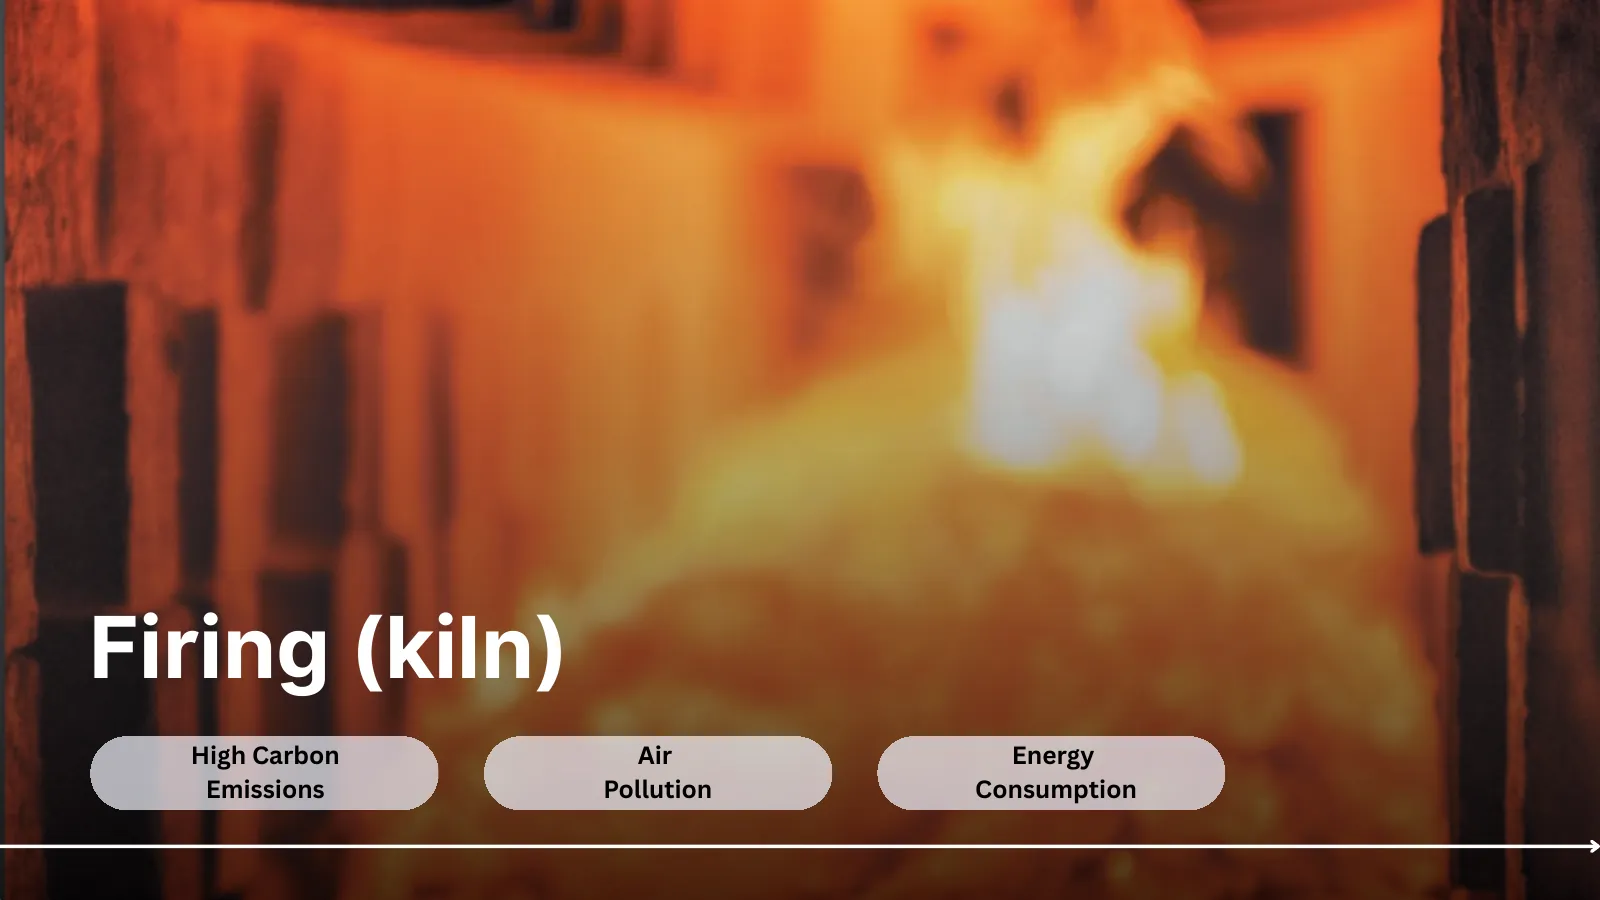 Firing (kiln)
High Carbon
Emissions
Air
Pollution
Energy
Consumption